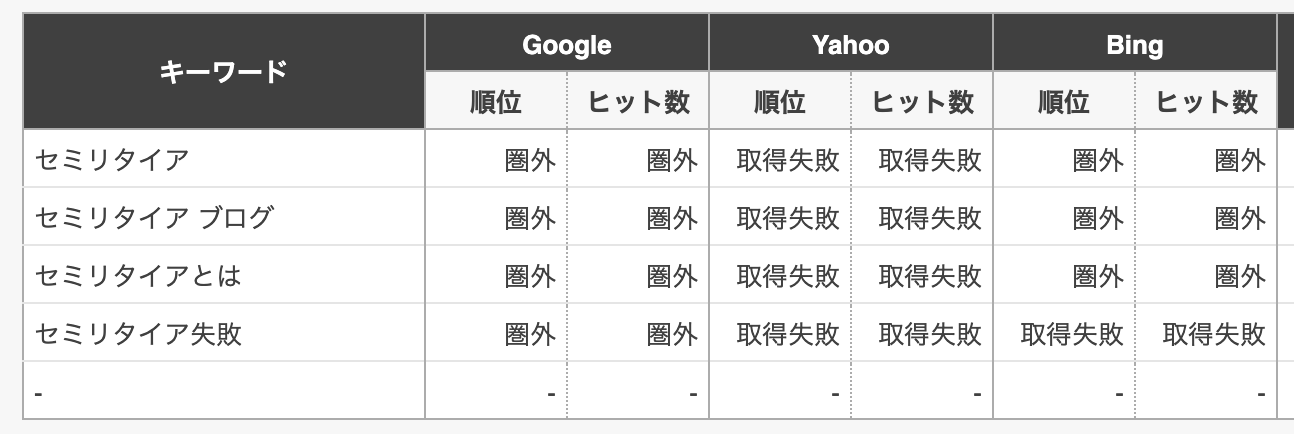 キーワード Google Yahoo Bing
順位 ヒット数 順位 ヒット数 順位 ヒット数
セミリタイア 圏外 圏外 取得失敗 取得失敗 圏外 圏外
セミリタイア ブログ 圏外 圏外 取得失敗 取得失敗 圏外 圏外
セミリタイアとは 圏外 圏外 取得失敗 取得失敗 圏外 圏外
セミリタイア失敗 圏外 圏外 取得失敗 取得失敗 取得失敗 取得失敗
- - - - - - -